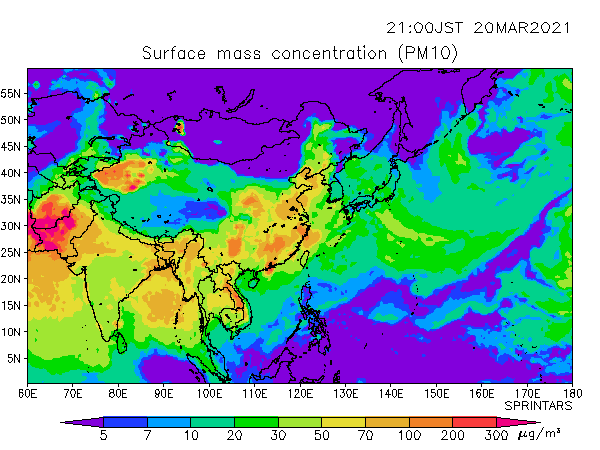 21:00JST 20MAR2021
Surface mass concentration (PM10)
55N
50N
45N
40N
35N
30N
25N
20N
15N
10N
5N
60E 70E 80E 90E 100E 110E 120E 130E 140E 150E 160E 170E 180
SPRINTARS
5 7 10 20 30 50 70 100 200 300 μg/m³